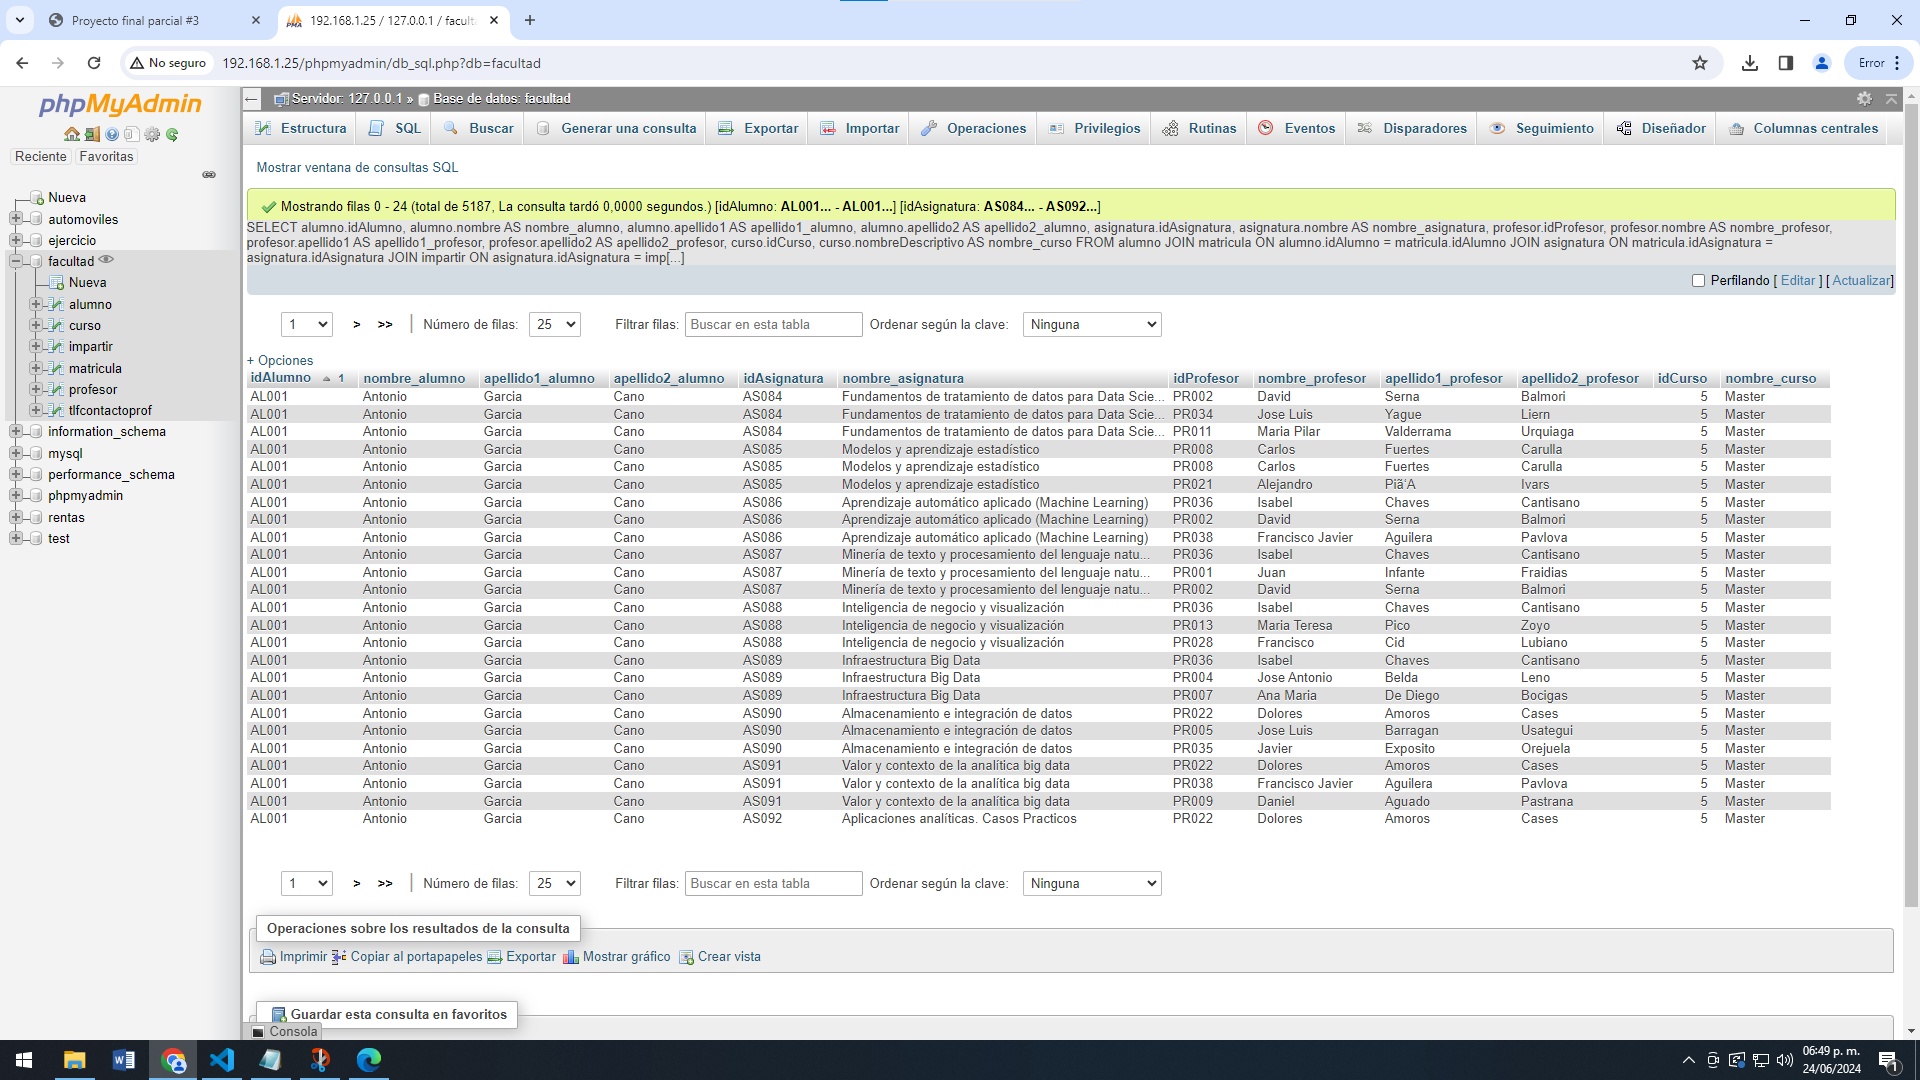 Proyecto final parcial #3
192.168.1.25 / 127.0.0.1 / faculta
No seguro
192.168.1.25/phpmyadmin/db_sql.php?db=facultad
Error
phpMyAdmin
Reciente Favoritas
Nueva
automoviles
ejercicio
facultad
Nueva
alumno
curso
impartir
matricula
profesor
tlfcontactoprof
information_schema
mysql
performance_schema
phpmyadmin
rentas
test
Servidor: 127.0.0.1 » Base de datos: facultad
Estructura SQL Buscar Generar una consulta Exportar Importar Operaciones Privilegios Rutinas Eventos Disparadores Seguimiento Diseñador Columnas centrales
Mostrar ventana de consultas SQL
Mostrando filas 0 - 24 (total de 5187, La consulta tardó 0,0000 segundos.) [idAlumno: AL001... - AL001...] [idAsignatura: AS084... - AS092...]
SELECT alumno.idAlumno, alumno.nombre AS nombre_alumno, alumno.apellido1 AS apellido1_alumno, alumno.apellido2 AS apellido2_alumno, asignatura.idAsignatura, asignatura.nombre AS nombre_asignatura, profesor.idProfesor, profesor.nombre AS nombre_profesor,
profesor.apellido1 AS apellido1_profesor, profesor.apellido2 AS apellido2_profesor, curso.idCurso, curso.nombreDescriptivo AS nombre_curso FROM alumno JOIN matricula ON alumno.idAlumno = matricula.idAlumno JOIN asignatura ON matricula.idAsignatura =
asignatura.idAsignatura JOIN impartir ON asignatura.idAsignatura = imp[...]
Perfilando [ Editar ] [ Actualizar]
1 > >> Número de filas: 25 Filtrar filas: Buscar en esta tabla Ordenar según la clave: Ninguna
+ Opciones
idAlumno 1 nombre_alumno apellido1_alumno apellido2_alumno idAsignatura nombre_asignatura idProfesor nombre_profesor apellido1_profesor apellido2_profesor idCurso nombre_curso
AL001 Antonio Garcia Cano AS084 Fundamentos de tratamiento de datos para Data Scie... PR002 David Serna Balmori 5 Master
AL001 Antonio Garcia Cano AS084 Fundamentos de tratamiento de datos para Data Scie... PR034 Jose Luis Yague Liern 5 Master
AL001 Antonio Garcia Cano AS084 Fundamentos de tratamiento de datos para Data Scie... PR011 Maria Pilar Valderrama Urquiaga 5 Master
AL001 Antonio Garcia Cano AS085 Modelos y aprendizaje estadístico PR008 Carlos Fuertes Carulla 5 Master
AL001 Antonio Garcia Cano AS085 Modelos y aprendizaje estadístico PR008 Carlos Fuertes Carulla 5 Master
AL001 Antonio Garcia Cano AS085 Modelos y aprendizaje estadístico PR021 Alejandro Piã‘A Ivars 5 Master
AL001 Antonio Garcia Cano AS086 Aprendizaje automático aplicado (Machine Learning) PR036 Isabel Chaves Cantisano 5 Master
AL001 Antonio Garcia Cano AS086 Aprendizaje automático aplicado (Machine Learning) PR002 David Serna Balmori 5 Master
AL001 Antonio Garcia Cano AS086 Aprendizaje automático aplicado (Machine Learning) PR038 Francisco Javier Aguilera Pavlova 5 Master
AL001 Antonio Garcia Cano AS087 Minería de texto y procesamiento del lenguaje natu... PR036 Isabel Chaves Cantisano 5 Master
AL001 Antonio Garcia Cano AS087 Minería de texto y procesamiento del lenguaje natu... PR001 Juan Infante Fraidias 5 Master
AL001 Antonio Garcia Cano AS087 Minería de texto y procesamiento del lenguaje natu... PR002 David Serna Balmori 5 Master
AL001 Antonio Garcia Cano AS088 Inteligencia de negocio y visualización PR036 Isabel Chaves Cantisano 5 Master
AL001 Antonio Garcia Cano AS088 Inteligencia de negocio y visualización PR013 Maria Teresa Pico Zoyo 5 Master
AL001 Antonio Garcia Cano AS088 Inteligencia de negocio y visualización PR028 Francisco Cid Lubiano 5 Master
AL001 Antonio Garcia Cano AS089 Infraestructura Big Data PR036 Isabel Chaves Cantisano 5 Master
AL001 Antonio Garcia Cano AS089 Infraestructura Big Data PR004 Jose Antonio Belda Leno 5 Master
AL001 Antonio Garcia Cano AS089 Infraestructura Big Data PR007 Ana Maria De Diego Bocigas 5 Master
AL001 Antonio Garcia Cano AS090 Almacenamiento e integración de datos PR022 Dolores Amoros Cases 5 Master
AL001 Antonio Garcia Cano AS090 Almacenamiento e integración de datos PR005 Jose Luis Barragan Usategui 5 Master
AL001 Antonio Garcia Cano AS090 Almacenamiento e integración de datos PR035 Javier Exposito Orejuela 5 Master
AL001 Antonio Garcia Cano AS091 Valor y contexto de la analítica big data PR022 Dolores Amoros Cases 5 Master
AL001 Antonio Garcia Cano AS091 Valor y contexto de la analítica big data PR038 Francisco Javier Aguilera Pavlova 5 Master
AL001 Antonio Garcia Cano AS091 Valor y contexto de la analítica big data PR009 Daniel Aguado Pastrana 5 Master
AL001 Antonio Garcia Cano AS092 Aplicaciones analíticas. Casos Practicos PR022 Dolores Amoros Cases 5 Master
1 > >> Número de filas: 25 Filtrar filas: Buscar en esta tabla Ordenar según la clave: Ninguna
Operaciones sobre los resultados de la consulta
Imprimir Copiar al portapapeles Exportar Mostrar gráfico Crear vista
Guardar esta consulta en favoritos
Consola
06:49 p. m.
24/06/2024
1